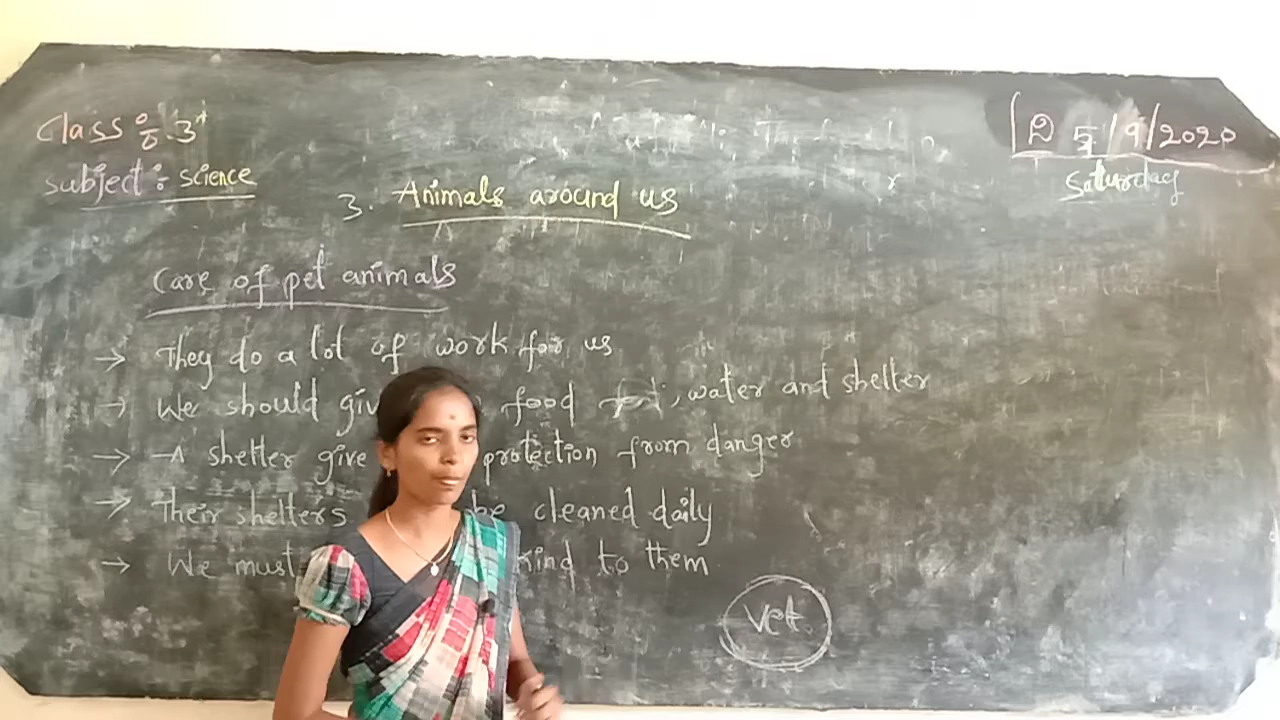 Class : 3rd
Subject : science
ದಿ 5/9/2020
Saturday
3. Animals around us
Care of pet animals
→ They do a lot of work for us
→ We should giv food , water and shelter
→ A shelter give protection from danger
→ Their shelters be cleaned daily
→ We must kind to them
Vet.